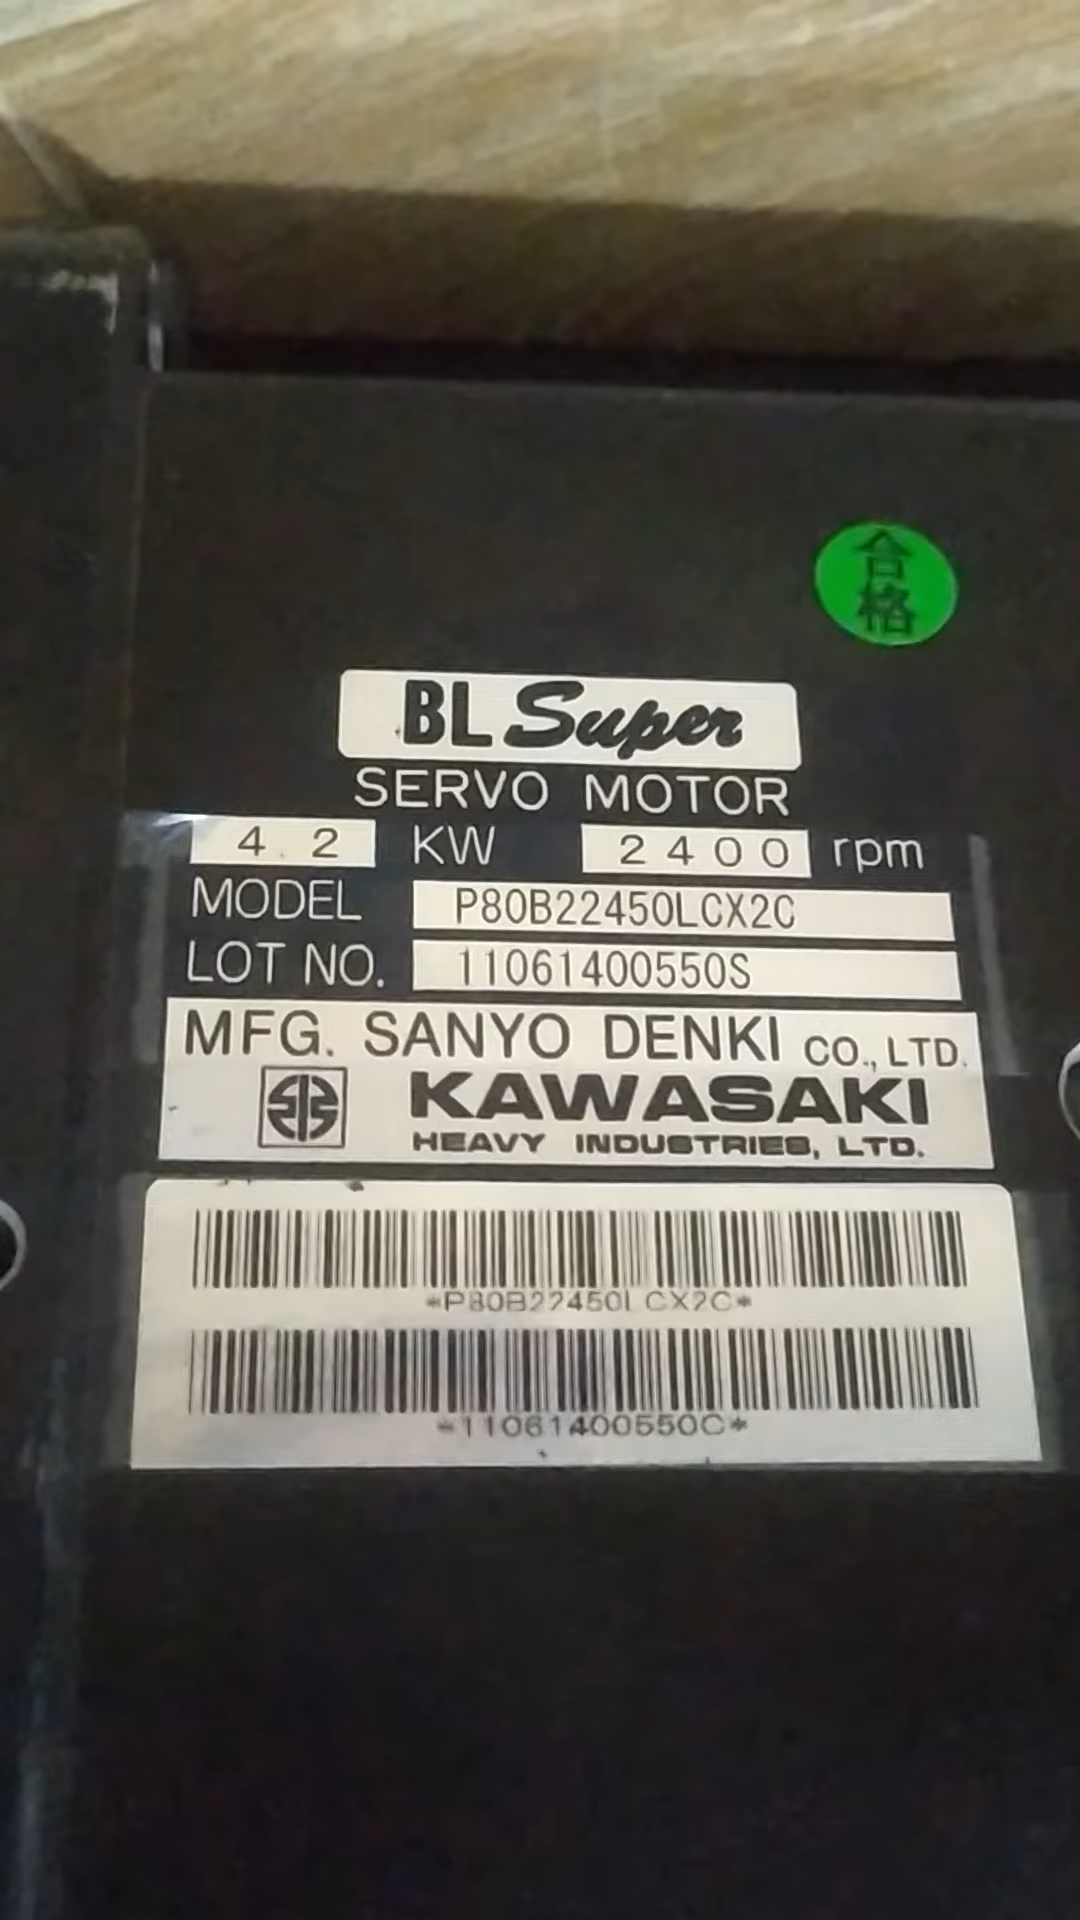 合格
BL Super
SERVO MOTOR
4.2 KW 2400 rpm
MODEL P80B22450LCX2C
LOT NO. 11061400550S
MFG. SANYO DENKI CO., LTD.
KAWASAKI
HEAVY INDUSTRIES, LTD.
*P80B22450LCX2C*
*11061400550C*